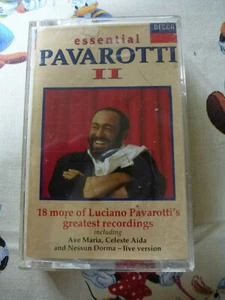 essential
DECCA
PAVAROTTI
II
18 more of Luciano Pavarotti's
greatest recordings
including
Ave Maria, Celeste Aida
and Nessun Dorma – live version